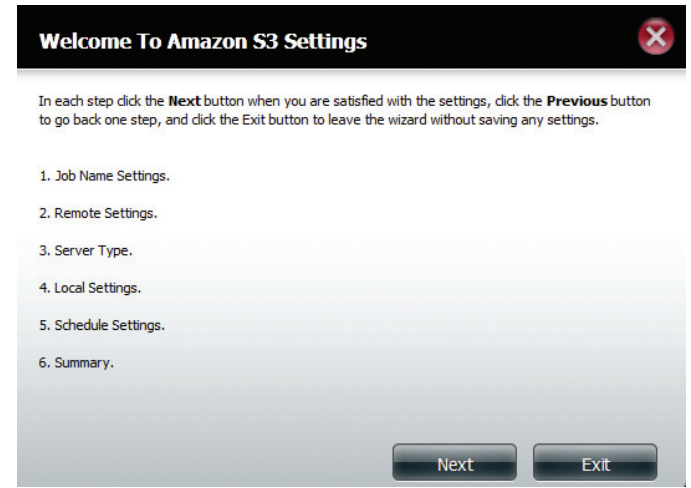 Welcome To Amazon S3 Settings
In each step click the Next button when you are satisfied with the settings, click the Previous button
to go back one step, and click the Exit button to leave the wizard without saving any settings.
1. Job Name Settings.
2. Remote Settings.
3. Server Type.
4. Local Settings.
5. Schedule Settings.
6. Summary.
Next Exit